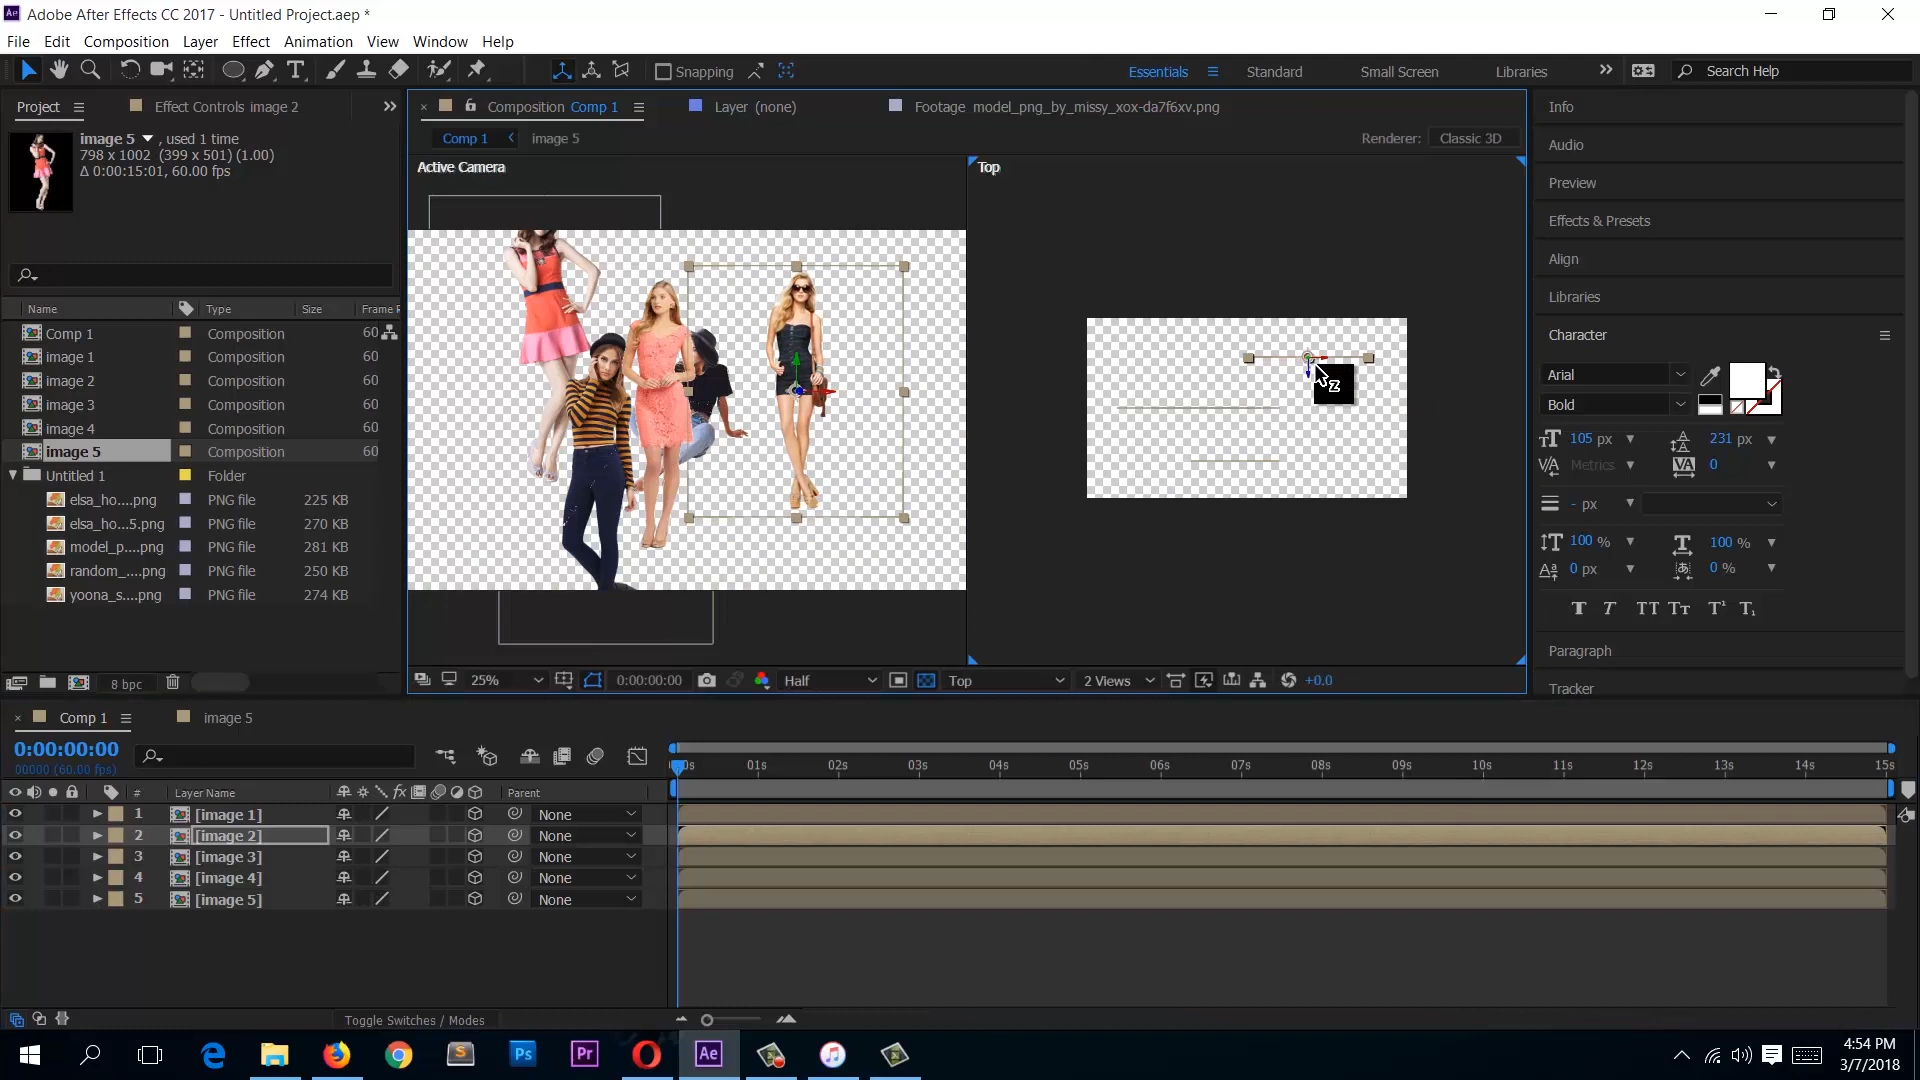 Adobe After Effects CC 2017 - Untitled Project.aep *
File Edit Composition Layer Effect Animation View Window Help
Snapping
Essentials Standard Small Screen Libraries Search Help
Project Effect Controls image 2
Composition Comp 1 Layer (none) Footage model_png_by_missy_xox-da7f6xv.png
image 5 , used 1 time
798 x 1002 (399 x 501) (1.00)
Δ 0:00:15:01, 60.00 fps
Comp 1 image 5 Renderer: Classic 3D
Active Camera
Top
Z
Name Type Size Frame
Comp 1 Composition 60
image 1 Composition 60
image 2 Composition 60
image 3 Composition 60
image 4 Composition 60
image 5 Composition 60
Untitled 1 Folder
elsa_ho....png PNG file 225 KB
elsa_ho...5.png PNG file 270 KB
model_p....png PNG file 281 KB
random_....png PNG file 250 KB
yoona_s....png PNG file 274 KB
8 bpc
25% 0:00:00:00 Half Top 2 Views +0.0
Info
Audio
Preview
Effects & Presets
Align
Libraries
Character
Arial
Bold
105 px 231 px
Metrics 0
- px
100 % 100 %
0 px 0 %
T T TT Tт T¹ T₁
Paragraph
Tracker
Comp 1 image 5
0:00:00:00
00000 (60.00 fps)
01s 02s 03s 04s 05s 06s 07s 08s 09s 10s 11s 12s 13s 14s 15s
# Layer Name fx Parent
1 [image 1] None
2 [image 2] None
3 [image 3] None
4 [image 4] None
5 [image 5] None
Toggle Switches / Modes
Ps Pr Ae
4:54 PM
3/7/2018